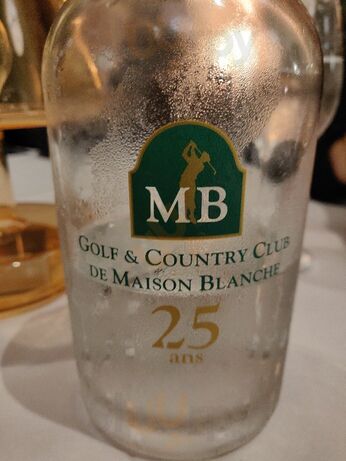 MB
GOLF & COUNTRY CLUB
DE MAISON BLANCHE
25
ans